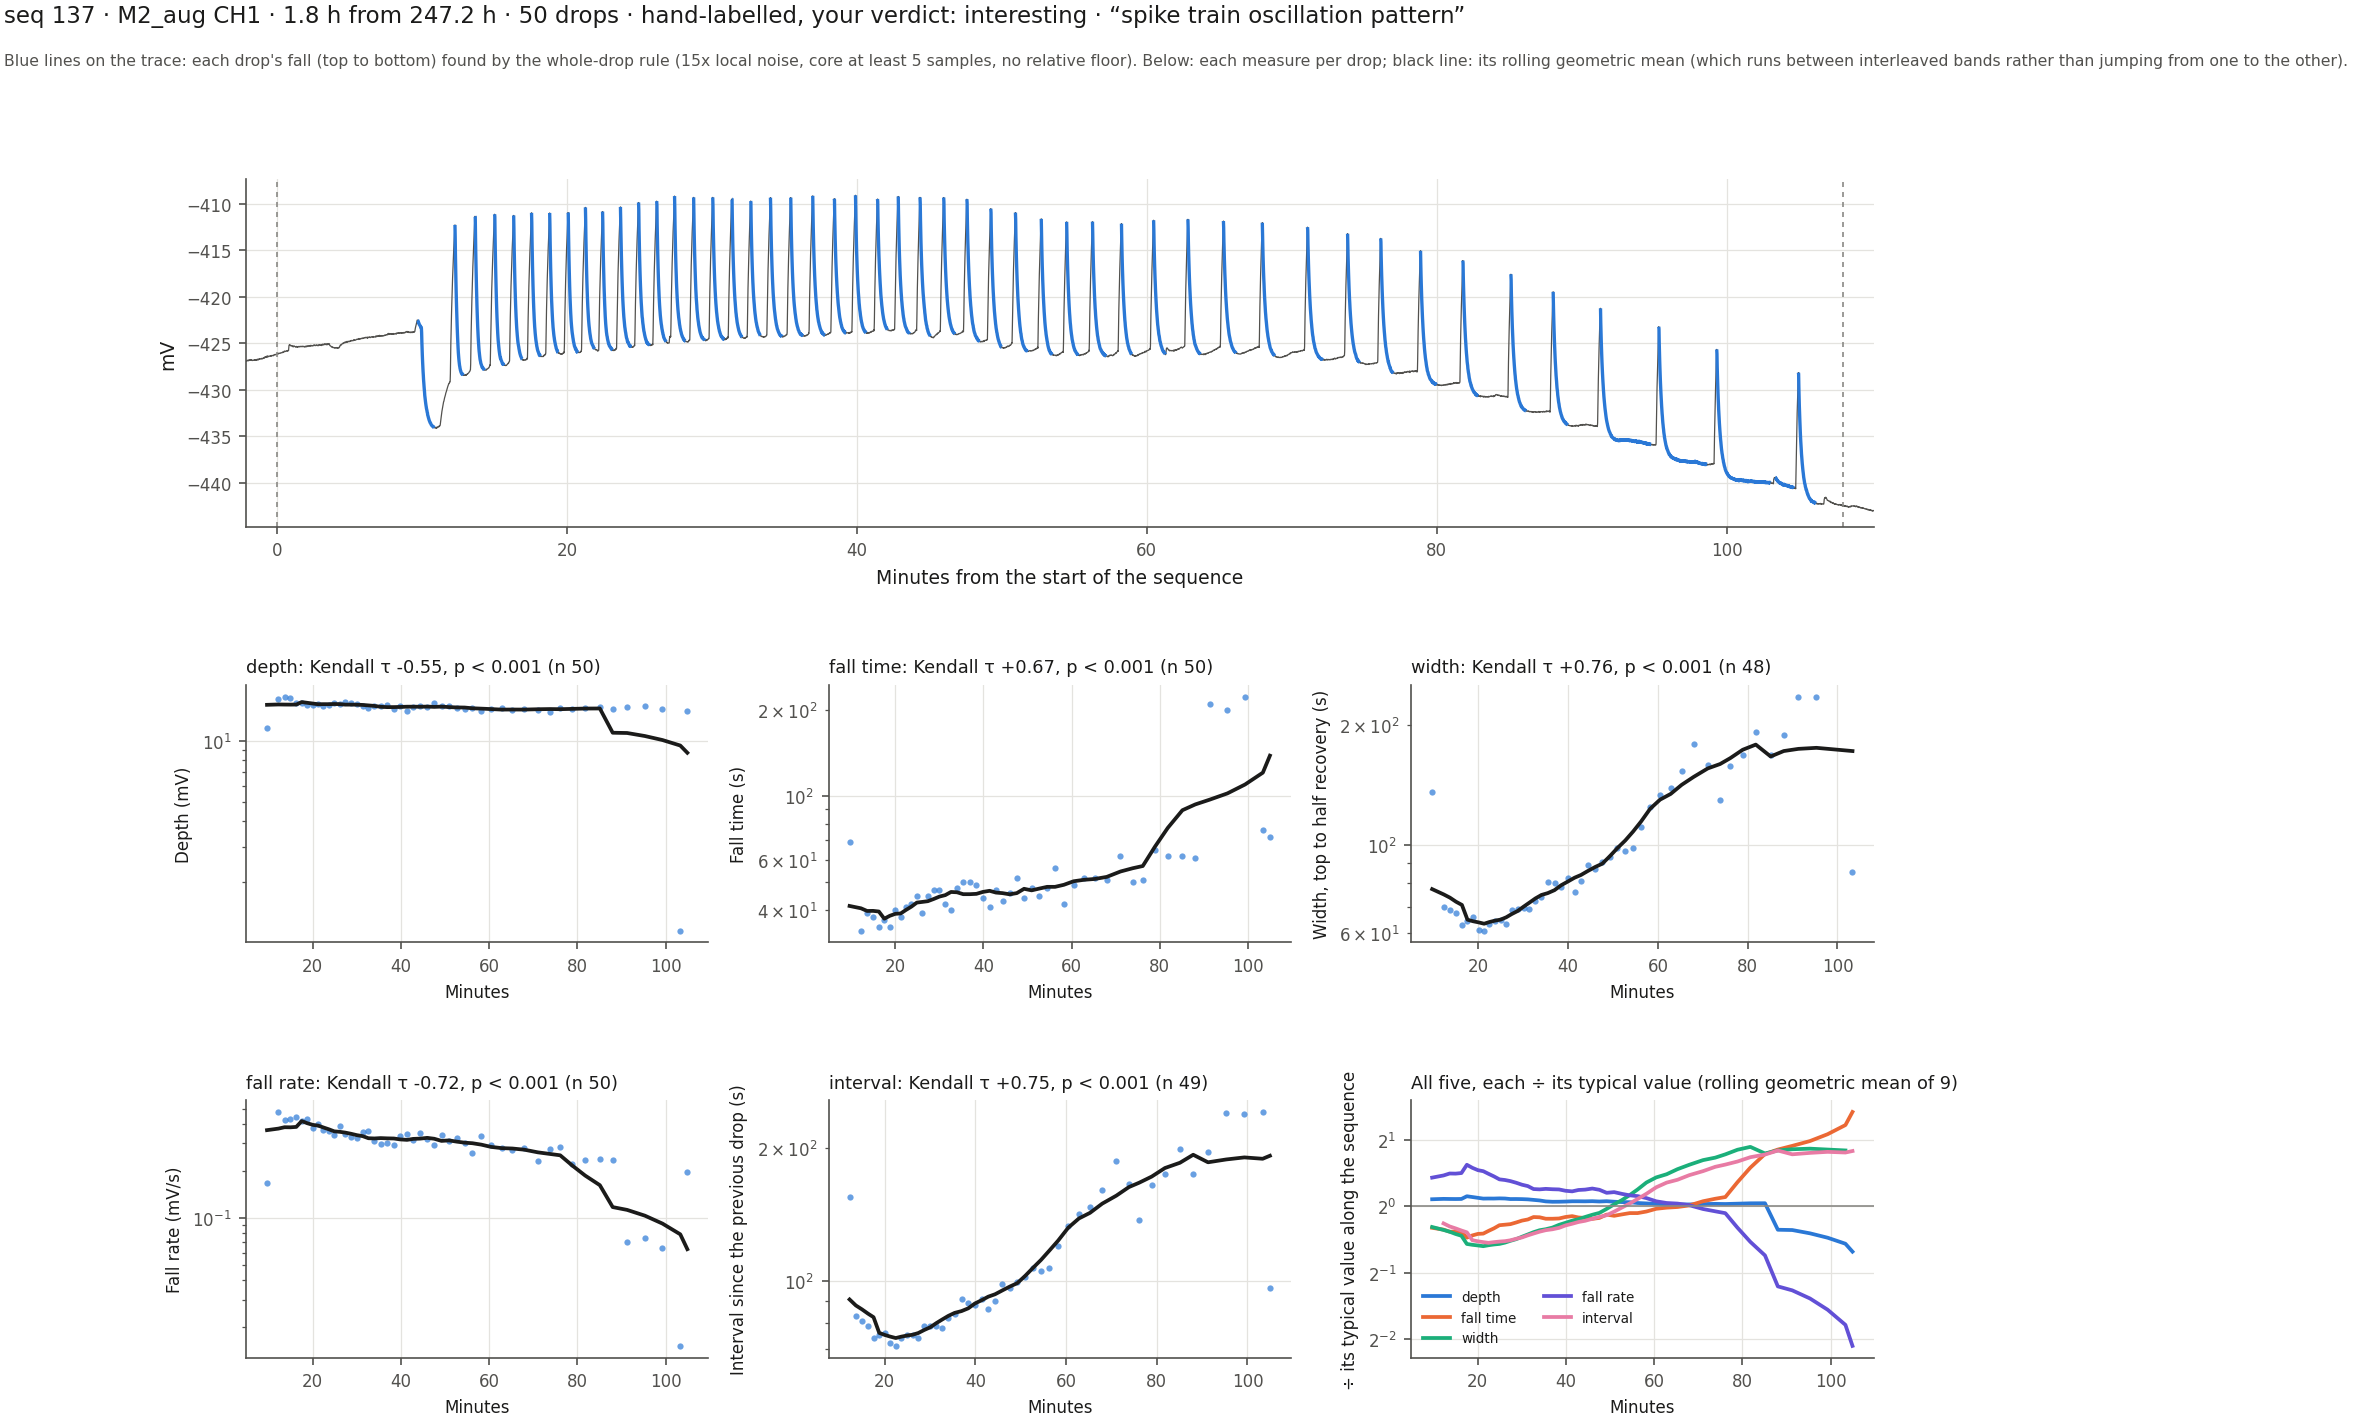 seq 137 · M2_aug CH1 · 1.8 h from 247.2 h · 50 drops · hand-labelled, your verdict: interesting · “spike train oscillation pattern”
Blue lines on the trace: each drop's fall (top to bottom) found by the whole-drop rule (15x local noise, core at least 5 samples, no relative floor). Below: each measure per drop; black line: its rolling geometric mean (which runs between interleaved bands rather than jumping from one to the other).
mV
−410
−415
−420
−425
−430
−435
−440
0 20 40 60 80 100
Minutes from the start of the sequence
depth: Kendall τ -0.55, p < 0.001 (n 50)
Depth (mV)
10¹
20 40 60 80 100
Minutes
fall time: Kendall τ +0.67, p < 0.001 (n 50)
Fall time (s)
2 × 10²
10²
6 × 10¹
4 × 10¹
20 40 60 80 100
Minutes
width: Kendall τ +0.76, p < 0.001 (n 48)
Width, top to half recovery (s)
2 × 10²
10²
6 × 10¹
20 40 60 80 100
Minutes
fall rate: Kendall τ -0.72, p < 0.001 (n 50)
Fall rate (mV/s)
10⁻¹
20 40 60 80 100
Minutes
interval: Kendall τ +0.75, p < 0.001 (n 49)
Interval since the previous drop (s)
2 × 10²
10²
20 40 60 80 100
Minutes
All five, each ÷ its typical value (rolling geometric mean of 9)
÷ its typical value along the sequence
2¹
2⁰
2⁻¹
2⁻²
depth
fall time
width
fall rate
interval
20 40 60 80 100
Minutes